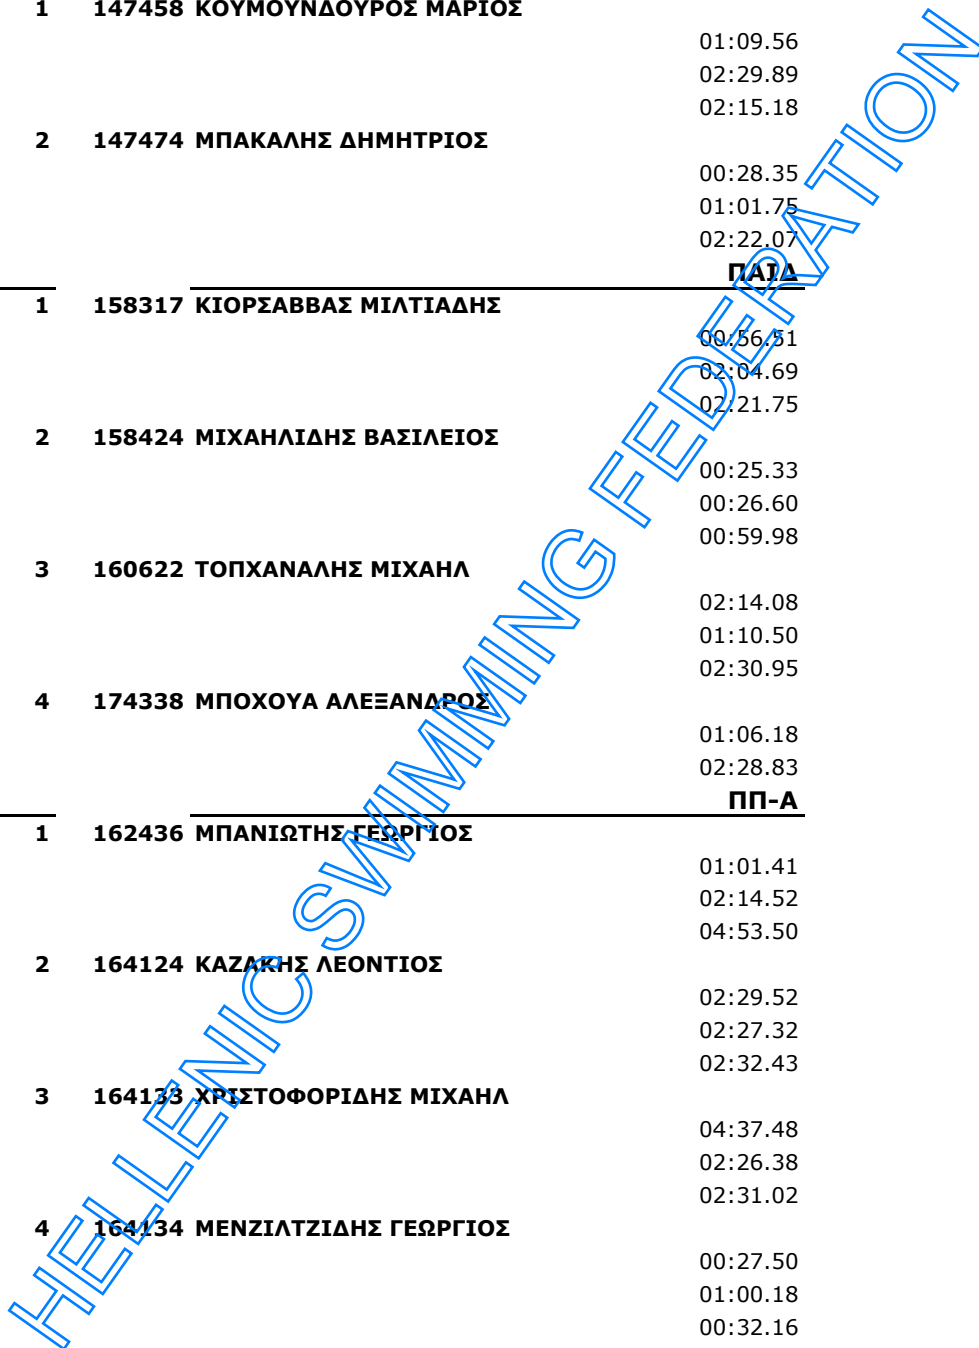 1 147458 ΚΟΥΜΟΥΝΔΟΥΡΟΣ ΜΑΡΙΟΣ
01:09.56
02:29.89
02:15.18
2 147474 ΜΠΑΚΑΛΗΣ ΔΗΜΗΤΡΙΟΣ
00:28.35
01:01.75
02:22.07
ΠΑΙΔ
1 158317 ΚΙΟΡΣΑΒΒΑΣ ΜΙΛΤΙΑΔΗΣ
00:56.51
02:04.69
02:21.75
2 158424 ΜΙΧΑΗΛΙΔΗΣ ΒΑΣΙΛΕΙΟΣ
00:25.33
00:26.60
00:59.98
3 160622 ΤΟΠΧΑΝΑΛΗΣ ΜΙΧΑΗΛ
02:14.08
01:10.50
02:30.95
4 174338 ΜΠΟΧΟΥΑ ΑΛΕΞΑΝΔΡΟΣ
01:06.18
02:28.83
ΠΠ-Α
1 162436 ΜΠΑΝΙΩΤΗΣ ΓΕΩΡΓΙΟΣ
01:01.41
02:14.52
04:53.50
2 164124 ΚΑΖΑΚΗΣ ΛΕΟΝΤΙΟΣ
02:29.52
02:27.32
02:32.43
3 164133 ΧΡΙΣΤΟΦΟΡΙΔΗΣ ΜΙΧΑΗΛ
04:37.48
02:26.38
02:31.02
4 164134 ΜΕΝΖΙΛΤΖΙΔΗΣ ΓΕΩΡΓΙΟΣ
00:27.50
01:00.18
00:32.16
HELLENIC SWIMMING FEDERATION